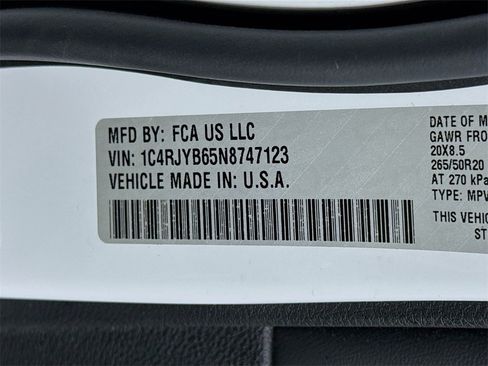 MFD BY: FCA US LLC
VIN: 1C4RJYB65N8747123
VEHICLE MADE IN: U.S.A.
DATE OF M
GAWR FRO
20X8.5
265/50R20
AT 270 kPa
TYPE: MPV
THIS VEHIC
ST